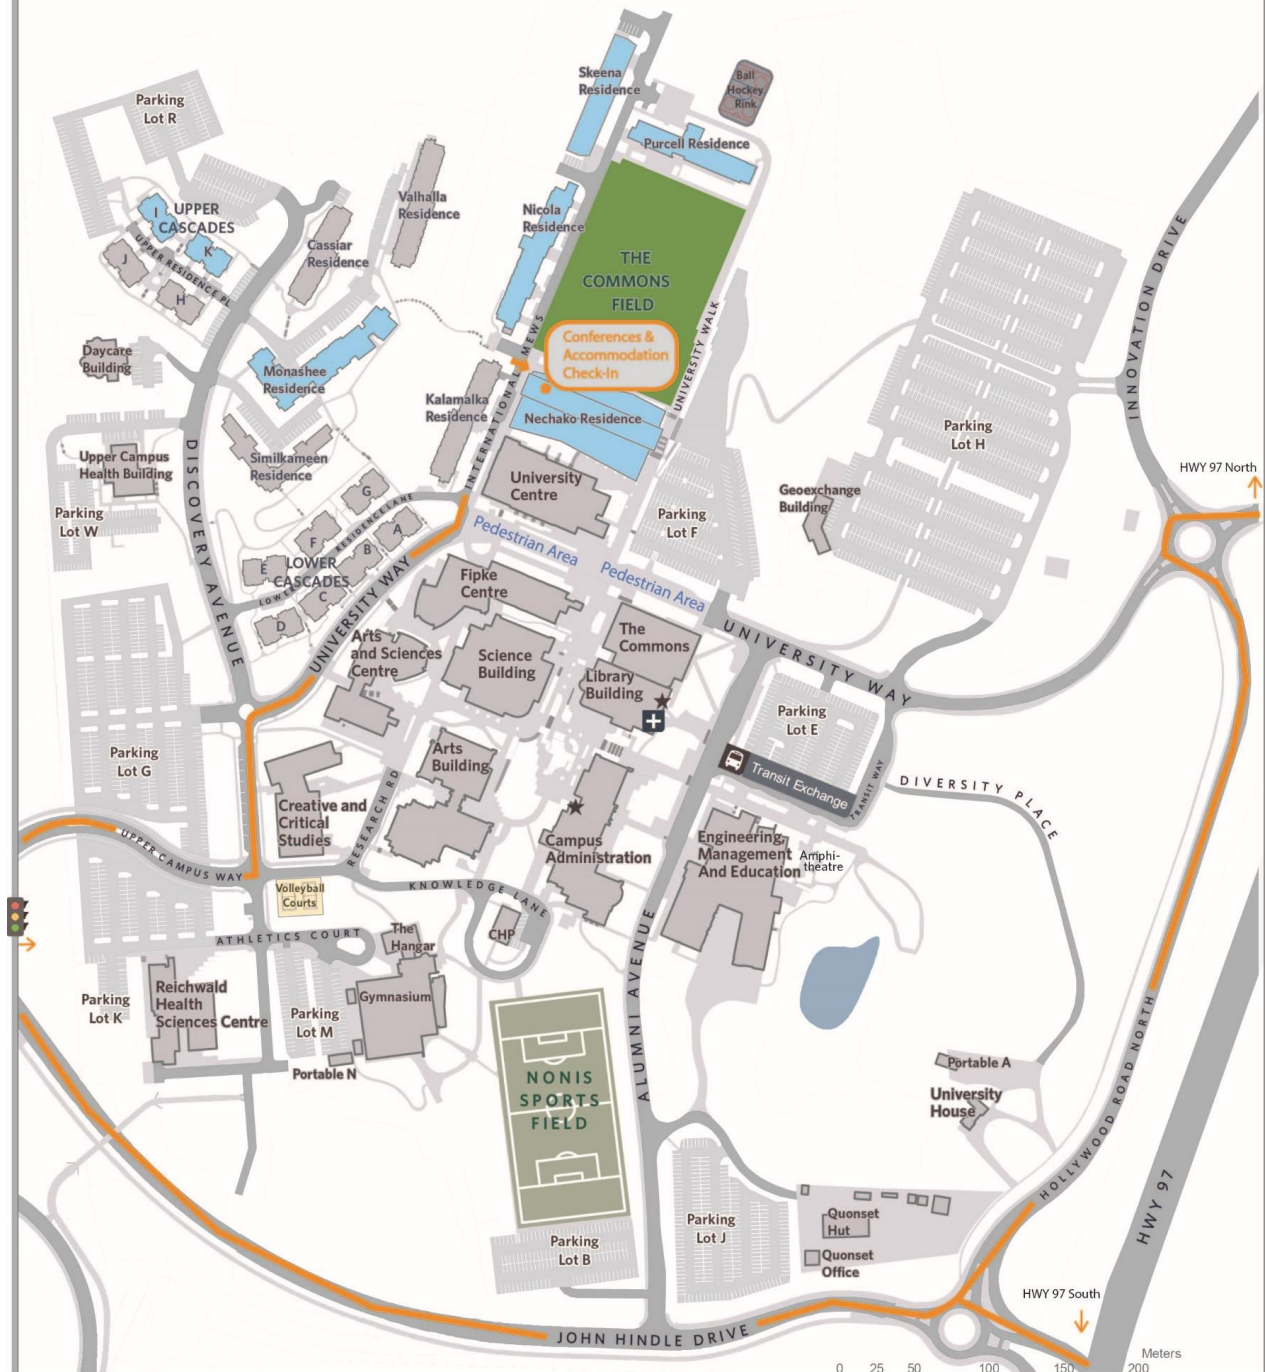 Skeena
Residence
Ball
Hockey
Rink
Parking
Lot R
Purcell Residence
Valhalla
Residence
I
UPPER
CASCADES
K
J
H
UPPER RESIDENCE PL
Cassiar
Residence
Nicola
Residence
THE
COMMONS
FIELD
Conferences &
Accommodation
Check-In
INTERNATIONAL MEWS
UNIVERSITY WALK
INNOVATION DRIVE
Daycare
Building
Monashee
Residence
Kalamalka
Residence
Nechako Residence
Parking
Lot H
Upper Campus
Health Building
Similkameen
Residence
University
Centre
HWY 97 North
Geoexchange
Building
Parking
Lot W
DISCOVERY AVENUE
G
A
F
B
E
LOWER
CASCADES
C
D
LOWER RESIDENCE LANE
Parking
Lot F
Pedestrian Area
Pedestrian Area
Fipke
Centre
The
Commons
UNIVERSITY WAY
UNIVERSITY WAY
Arts
and Sciences
Centre
Science
Building
Library
Building
Parking
Lot E
Parking
Lot G
Arts
Building
Transit Exchange
TRANSIT WAY
DIVERSITY PLACE
Creative and
Critical
Studies
RESEARCH RD
Campus
Administration
Engineering,
Management
And Education
Amphi-
theatre
UPPER CAMPUS WAY
Volleyball
Courts
KNOWLEDGE LANE
CHP
ATHLETICS COURT
The
Hangar
Gymnasium
Reichwald
Health
Sciences Centre
Parking
Lot K
Parking
Lot M
Portable N
ALUMNI AVENUE
NONIS
SPORTS
FIELD
Portable A
University
House
HOLLYWOOD ROAD NORTH
HWY 97
Parking
Lot B
Parking
Lot J
Quonset
Hut
Quonset
Office
HWY 97 South
JOHN HINDLE DRIVE
Meters
0 25 50 100 150 200